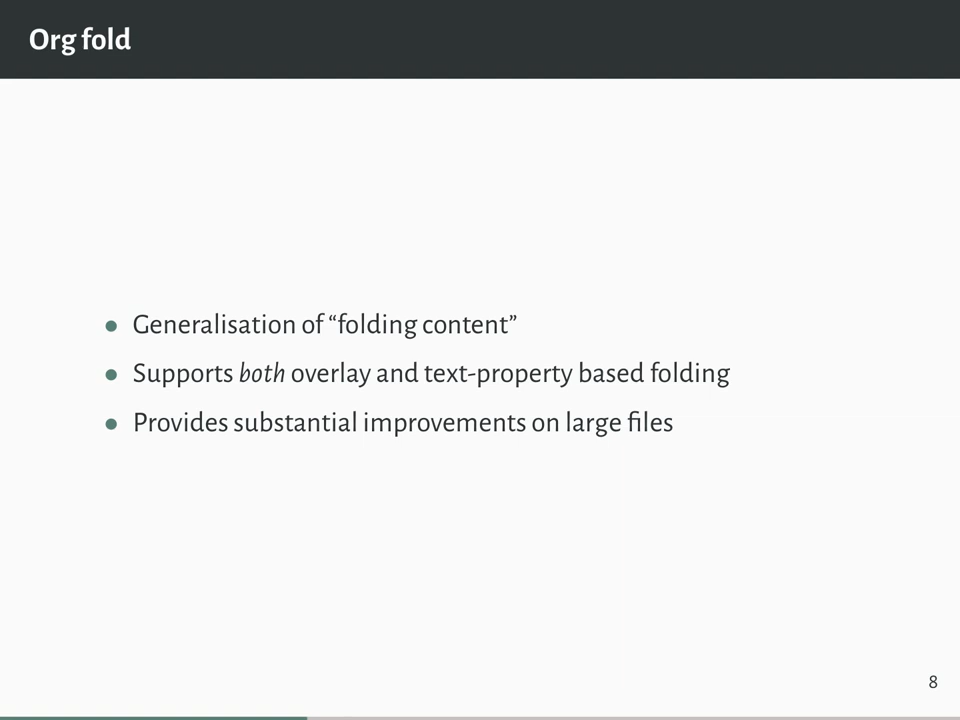 Org fold
• Generalisation of “folding content”
• Supports both overlay and text-property based folding
• Provides substantial improvements on large files
8